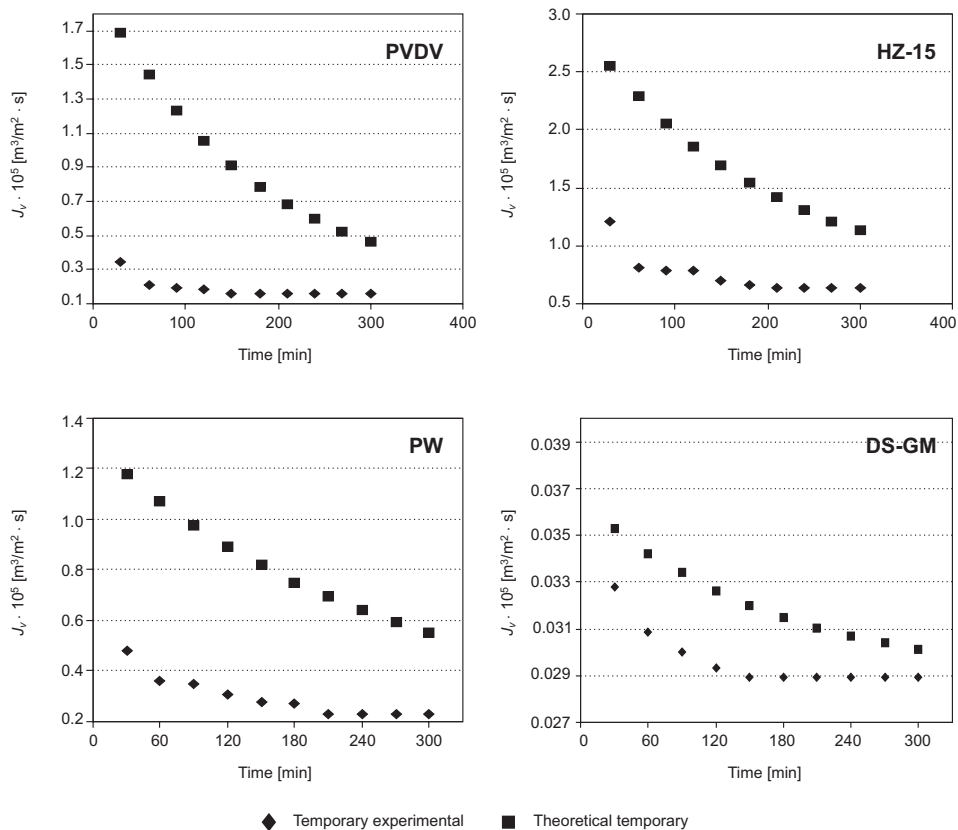 PVDV
J_v · 10⁵ [m³/m² · s]
1.7
1.5
1.3
1.1
0.9
0.7
0.5
0.3
0.1
0 100 200 300 400
Time [min]
HZ-15
J_v · 10⁵ [m³/m² · s]
3.0
2.5
2.0
1.5
1.0
0.5
0 100 200 300 400
Time [min]
PW
J_v · 10⁵ [m³/m² · s]
1.4
1.2
1.0
0.8
0.6
0.4
0.2
0 60 120 180 240 300
Time [min]
DS-GM
J_v · 10⁵ [m³/m² · s]
0.039
0.037
0.035
0.033
0.031
0.029
0.027
0 60 120 180 240 300
Time [min]
Temporary experimental
Theoretical temporary